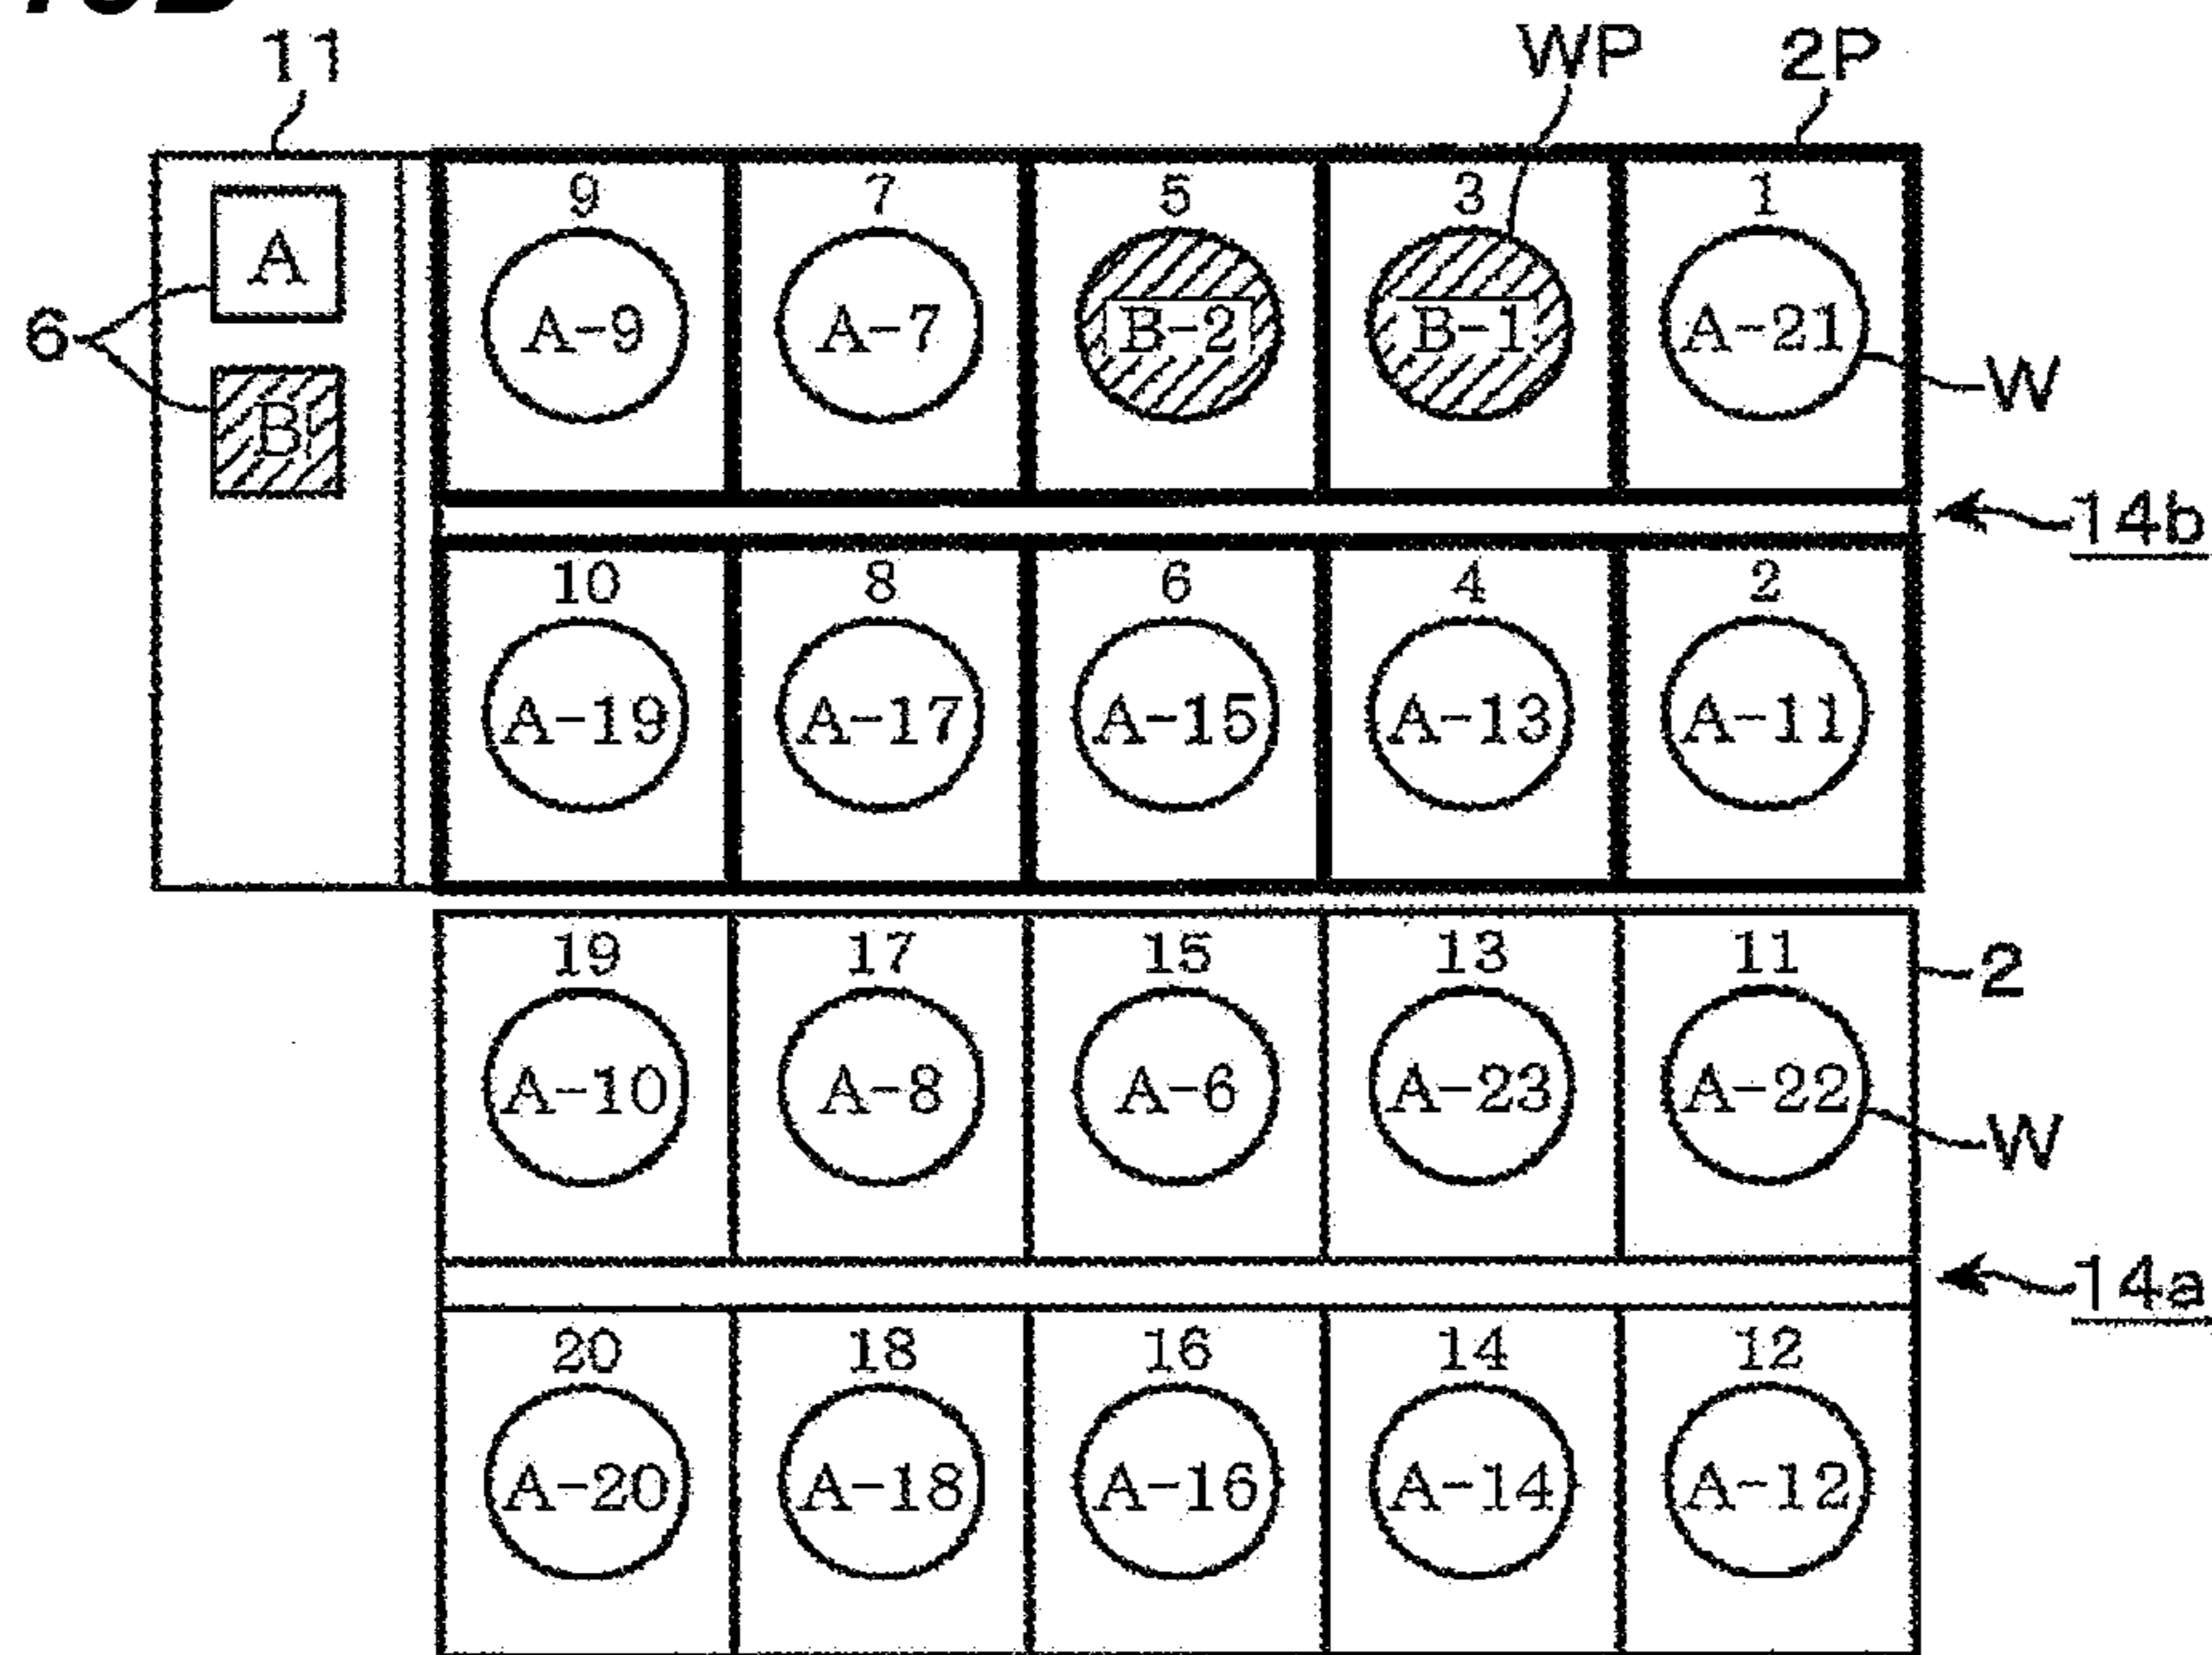 11 WP 2P
9 7 5 3 1
A
A-9 A-7 B-2 B-1 A-21
6
W
B
14b
10 8 6 4 2
A-19 A-17 A-15 A-13 A-11
19 17 15 13 11
2
A-10 A-8 A-6 A-23 A-22
W
14a
20 18 16 14 12
A-20 A-18 A-16 A-14 A-12